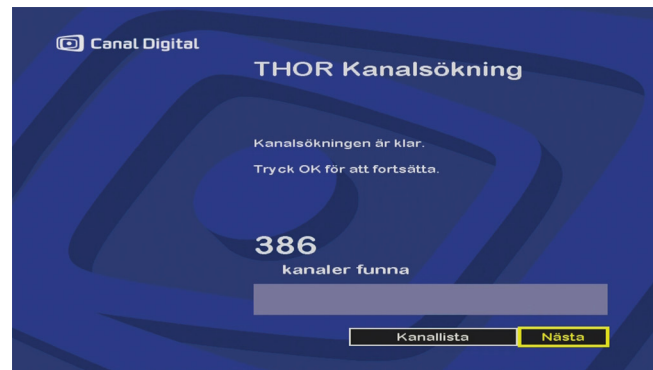 Canal Digital
THOR Kanalsökning
Kanalsökningen är klar.
Tryck OK för att fortsätta.
386
kanaler funna
Kanallista
Nästa